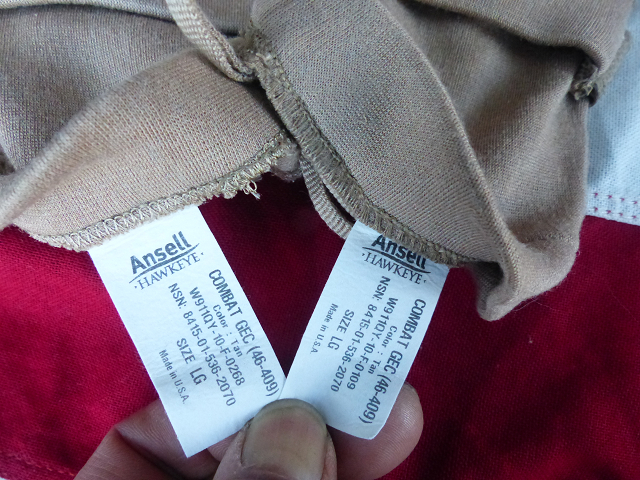 Ansell
·HAWKEYE·
COMBAT GEC (46-409)
Color: Tan
W911QY-10-F-0268
NSN: 8415-01-536-2070
SIZE LG
Made in U.S.A.
Ansell
·HAWKEYE·
COMBAT GEC (46-409)
Color: Tan
W911QY-10-F-0109
NSN: 8415-01-536-2070
SIZE LG
Made in U.S.A.